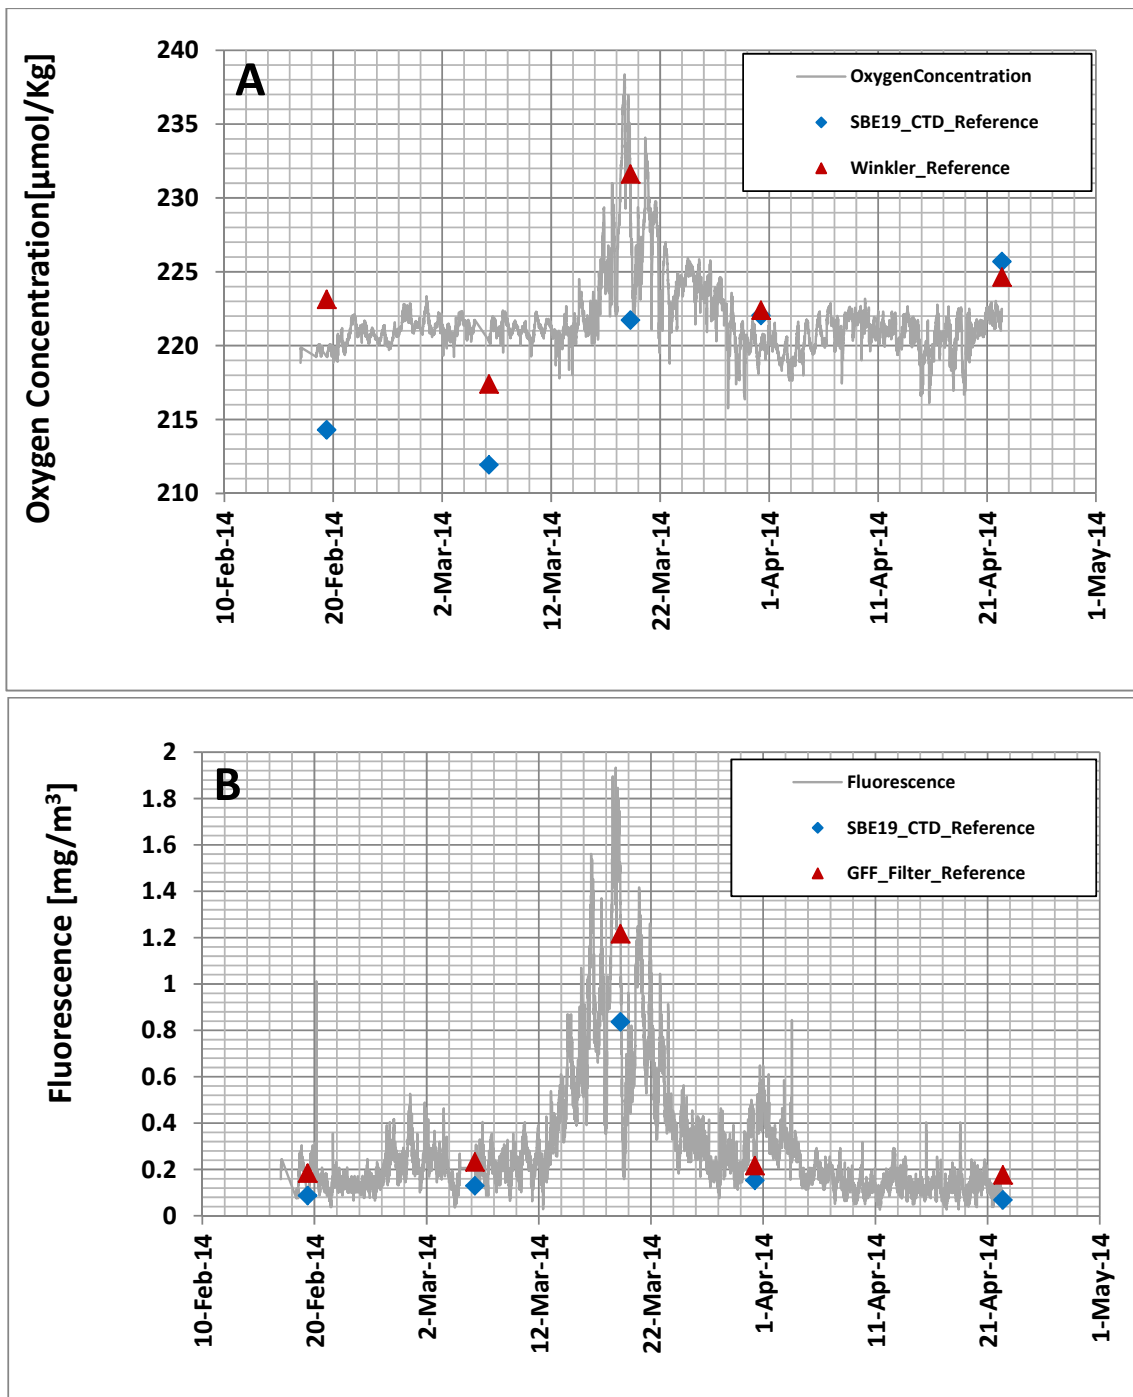 A
Oxygen Concentration[µmol/Kg]
240
235
230
225
220
215
210
OxygenConcentration
SBE19_CTD_Reference
Winkler_Reference
10-Feb-14
20-Feb-14
2-Mar-14
12-Mar-14
22-Mar-14
1-Apr-14
11-Apr-14
21-Apr-14
1-May-14
B
Fluorescence [mg/m³]
2
1.8
1.6
1.4
1.2
1
0.8
0.6
0.4
0.2
0
Fluorescence
SBE19_CTD_Reference
GFF_Filter_Reference
10-Feb-14
20-Feb-14
2-Mar-14
12-Mar-14
22-Mar-14
1-Apr-14
11-Apr-14
21-Apr-14
1-May-14